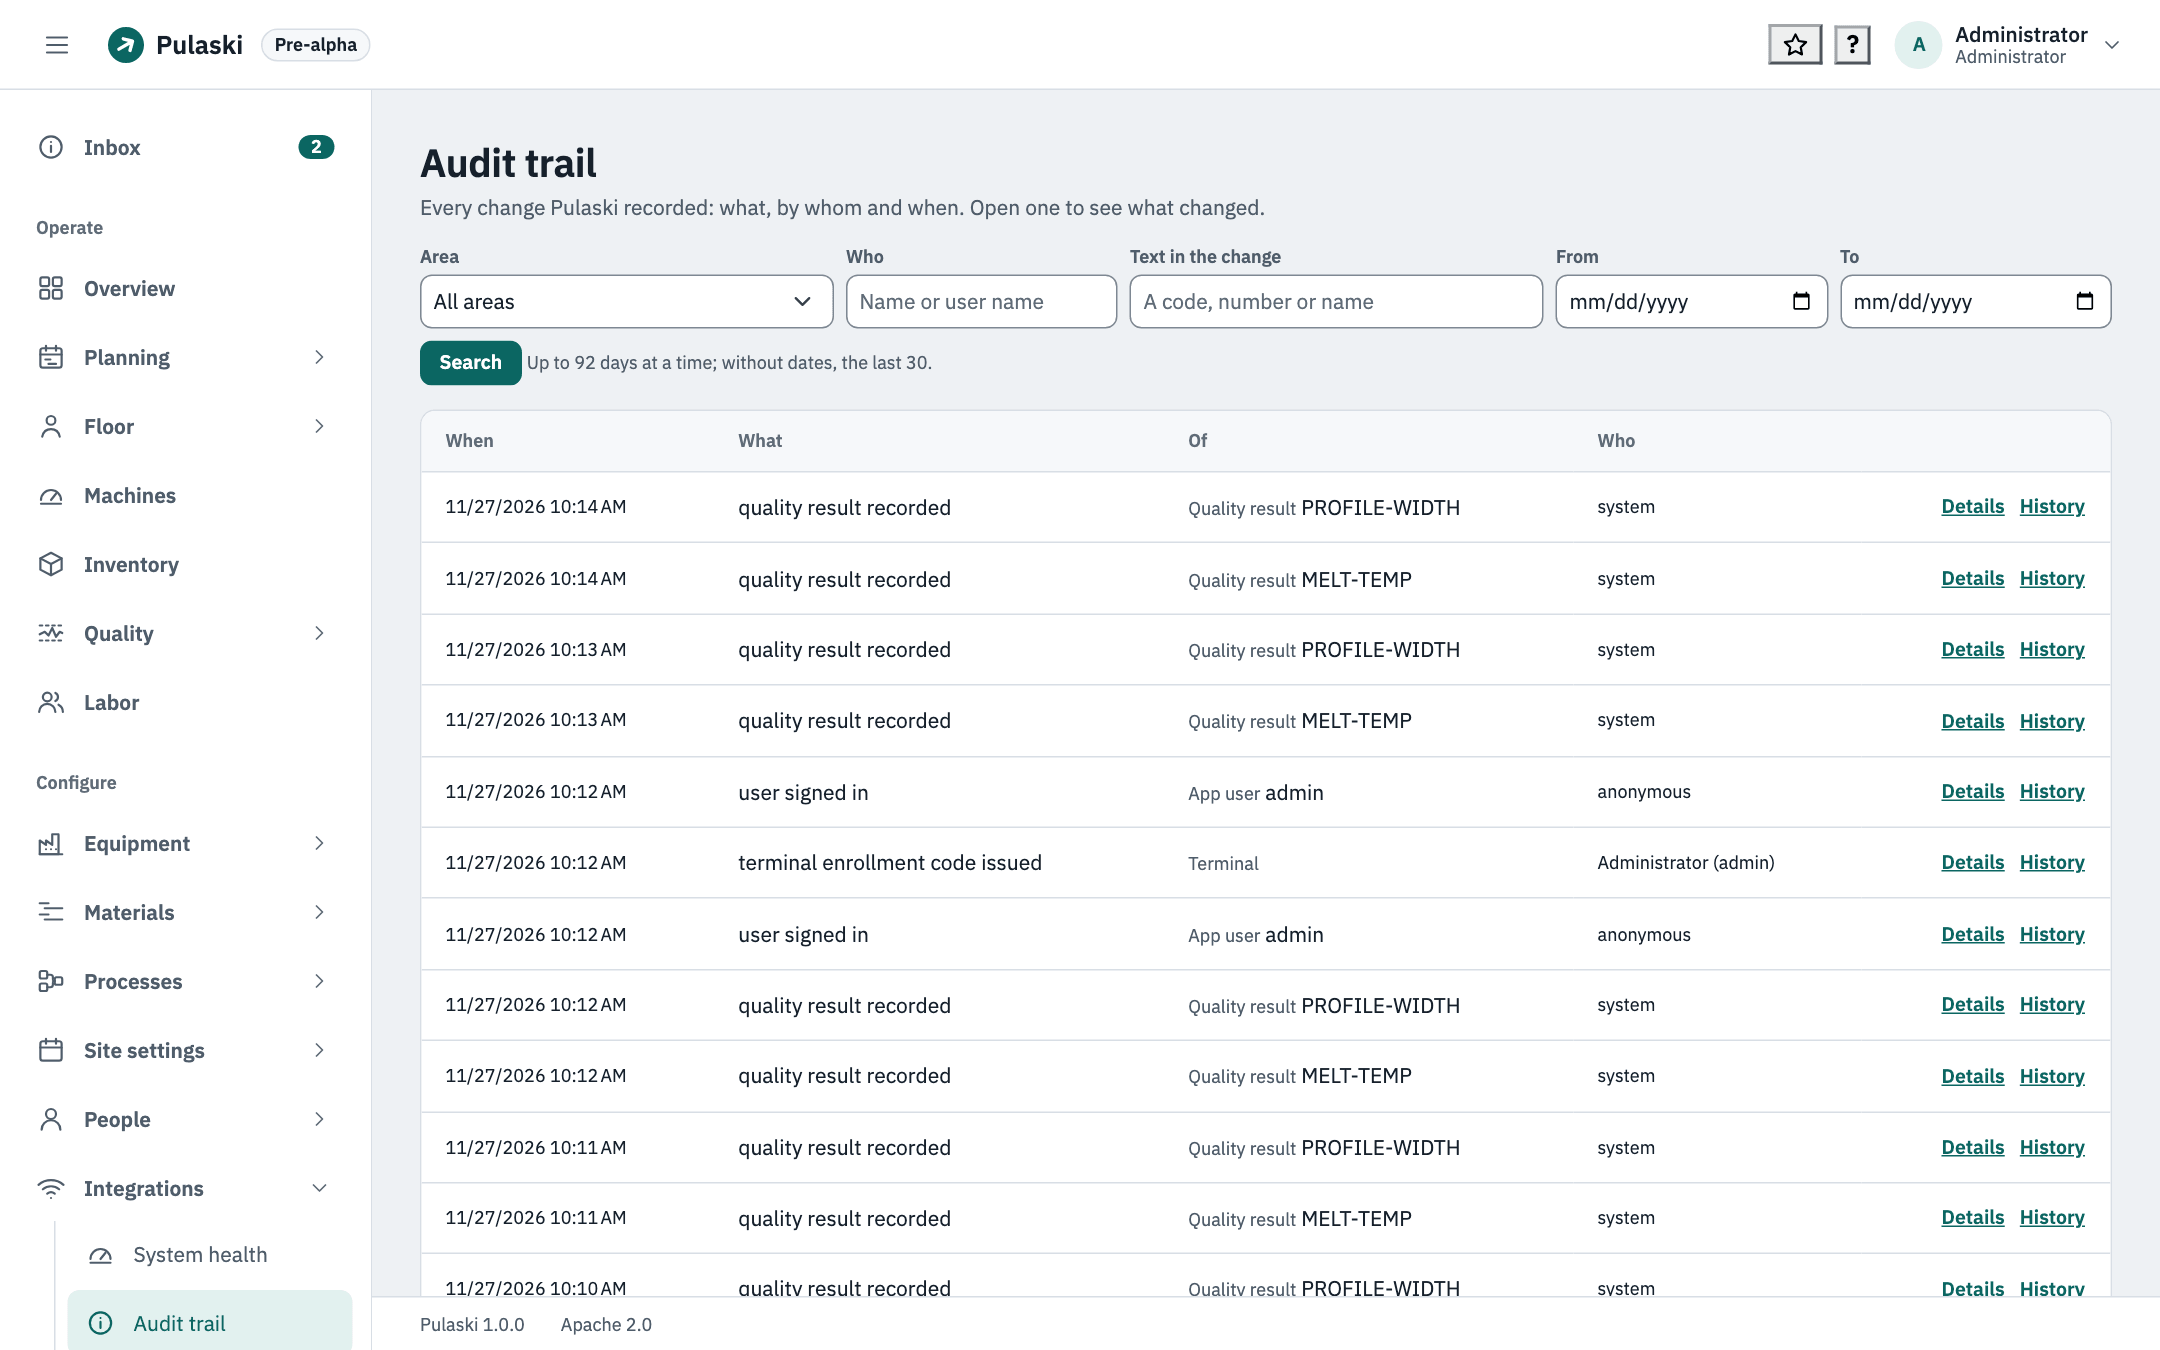 Pulaski Pre-alpha
?
A
Administrator
Administrator
Inbox 2
Operate
Overview
Planning
Floor
Machines
Inventory
Quality
Labor
Configure
Equipment
Materials
Processes
Site settings
People
Integrations
System health
Audit trail
Audit trail
Every change Pulaski recorded: what, by whom and when. Open one to see what changed.
Area Who Text in the change From To
All areas Name or user name A code, number or name mm/dd/yyyy mm/dd/yyyy
Search Up to 92 days at a time; without dates, the last 30.
When What Of Who
11/27/2026 10:14 AM quality result recorded Quality result PROFILE-WIDTH system Details History
11/27/2026 10:14 AM quality result recorded Quality result MELT-TEMP system Details History
11/27/2026 10:13 AM quality result recorded Quality result PROFILE-WIDTH system Details History
11/27/2026 10:13 AM quality result recorded Quality result MELT-TEMP system Details History
11/27/2026 10:12 AM user signed in App user admin anonymous Details History
11/27/2026 10:12 AM terminal enrollment code issued Terminal Administrator (admin) Details History
11/27/2026 10:12 AM user signed in App user admin anonymous Details History
11/27/2026 10:12 AM quality result recorded Quality result PROFILE-WIDTH system Details History
11/27/2026 10:12 AM quality result recorded Quality result MELT-TEMP system Details History
11/27/2026 10:11 AM quality result recorded Quality result PROFILE-WIDTH system Details History
11/27/2026 10:11 AM quality result recorded Quality result MELT-TEMP system Details History
11/27/2026 10:10 AM quality result recorded Quality result PROFILE-WIDTH system Details History
Pulaski 1.0.0 Apache 2.0